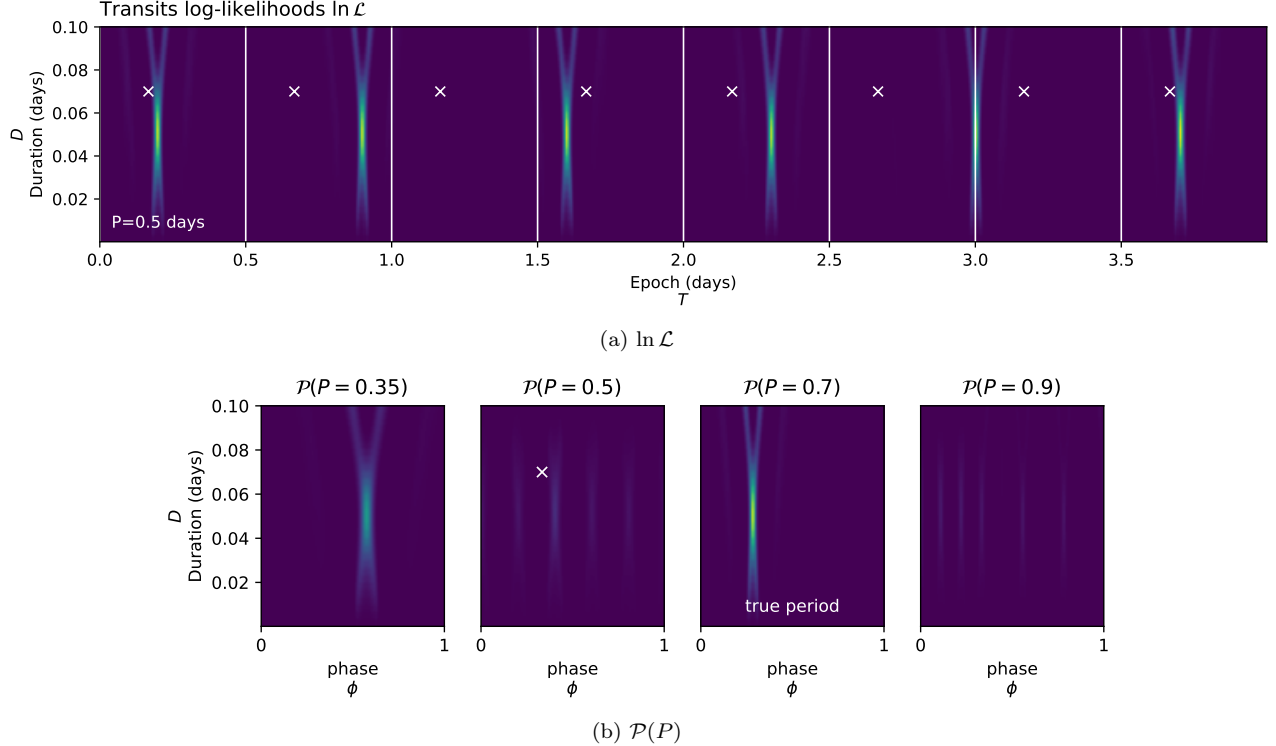 Transits log-likelihoods ln ℒ
0.10
0.08
0.06
0.04
0.02
D
Duration (days)
P=0.5 days
0.0 0.5 1.0 1.5 2.0 2.5 3.0 3.5
Epoch (days)
T
(a) ln ℒ
𝒫(P = 0.35) 𝒫(P = 0.5) 𝒫(P = 0.7) 𝒫(P = 0.9)
0.10
0.08
0.06
0.04
0.02
D
Duration (days)
true period
0 1 0 1 0 1 0 1
phase phase phase phase
ϕ ϕ ϕ ϕ
(b) 𝒫(P)